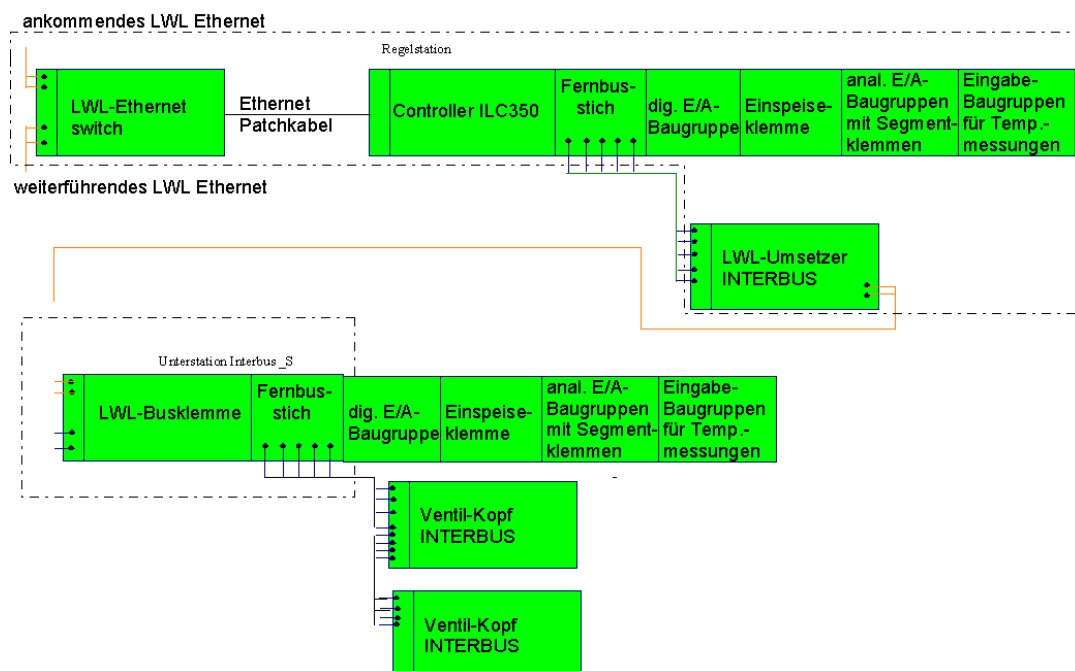 ankommendes LWL Ethernet
Regelstation
LWL-Ethernet
switch
Ethernet
Patchkabel
Controller ILC350
Fernbus-
stich
dig. E/A-
Baugruppe
Einspeise-
klemme
anal. E/A-
Baugruppen
mit Segment-
klemmen
Eingabe-
Baugruppen
für Temp.-
messungen
weiterführendes LWL Ethernet
LWL-Umsetzer
INTERBUS
Unterstation Interbus_S
LWL-Busklemme
Fernbus-
stich
dig. E/A-
Baugruppe
Einspeise-
klemme
anal. E/A-
Baugruppen
mit Segment-
klemmen
Eingabe-
Baugruppen
für Temp.-
messungen
Ventil-Kopf
INTERBUS
Ventil-Kopf
INTERBUS